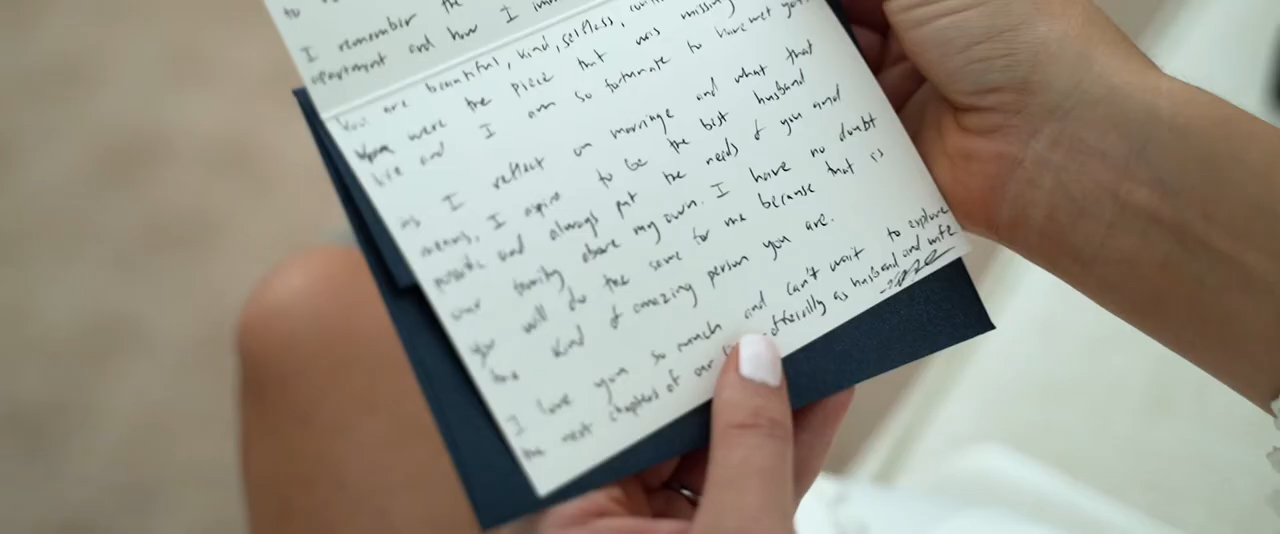 to
I remember the
apartment and how I
You are beautiful, kind, selfless,
You were the piece that was missing
life and I am so fortunate to have met you.
As I reflect on marriage and what that
means, I aspire to be the best husband
possible and always put the needs of you and
our family above my own. I have no doubt
you will do the same for me because that is
the kind of amazing person you are.
I love you so much and can't wait to explore
the next chapters of our officially as husband and wife